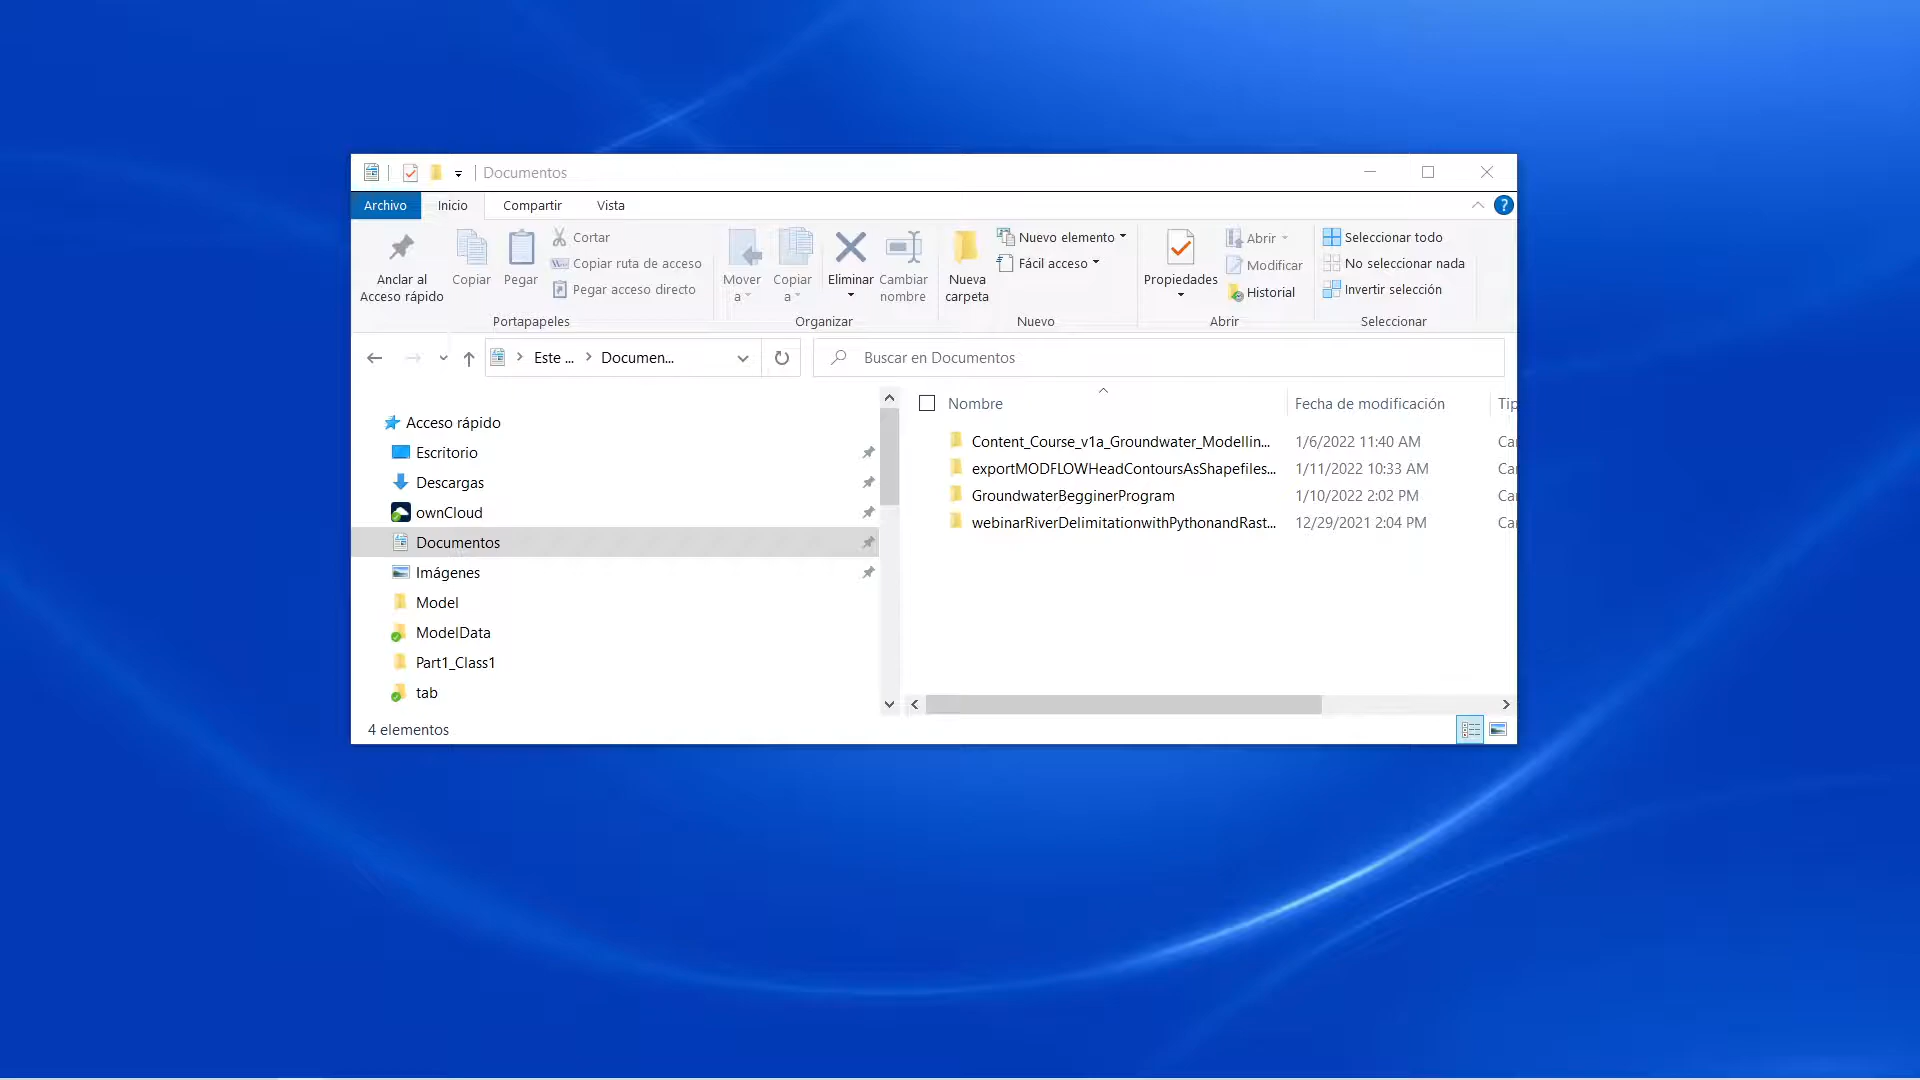 Documentos
Archivo Inicio Compartir Vista
Anclar al
Acceso rápido
Copiar
Pegar
Cortar
Copiar ruta de acceso
Pegar acceso directo
Portapapeles
Mover
a
Copiar
a
Eliminar
Cambiar
nombre
Organizar
Nueva
carpeta
Nuevo elemento
Fácil acceso
Nuevo
Propiedades
Abrir
Modificar
Historial
Abrir
Seleccionar todo
No seleccionar nada
Invertir selección
Seleccionar
Este ... Documen...
Buscar en Documentos
Acceso rápido
Escritorio
Descargas
ownCloud
Documentos
Imágenes
Model
ModelData
Part1_Class1
tab
Nombre Fecha de modificación Tip
Content_Course_v1a_Groundwater_Modellin... 1/6/2022 11:40 AM Car
exportMODFLOWHeadContoursAsShapefiles... 1/11/2022 10:33 AM Car
GroundwaterBegginerProgram 1/10/2022 2:02 PM Car
webinarRiverDelimitationwithPythonandRast... 12/29/2021 2:04 PM Car
4 elementos